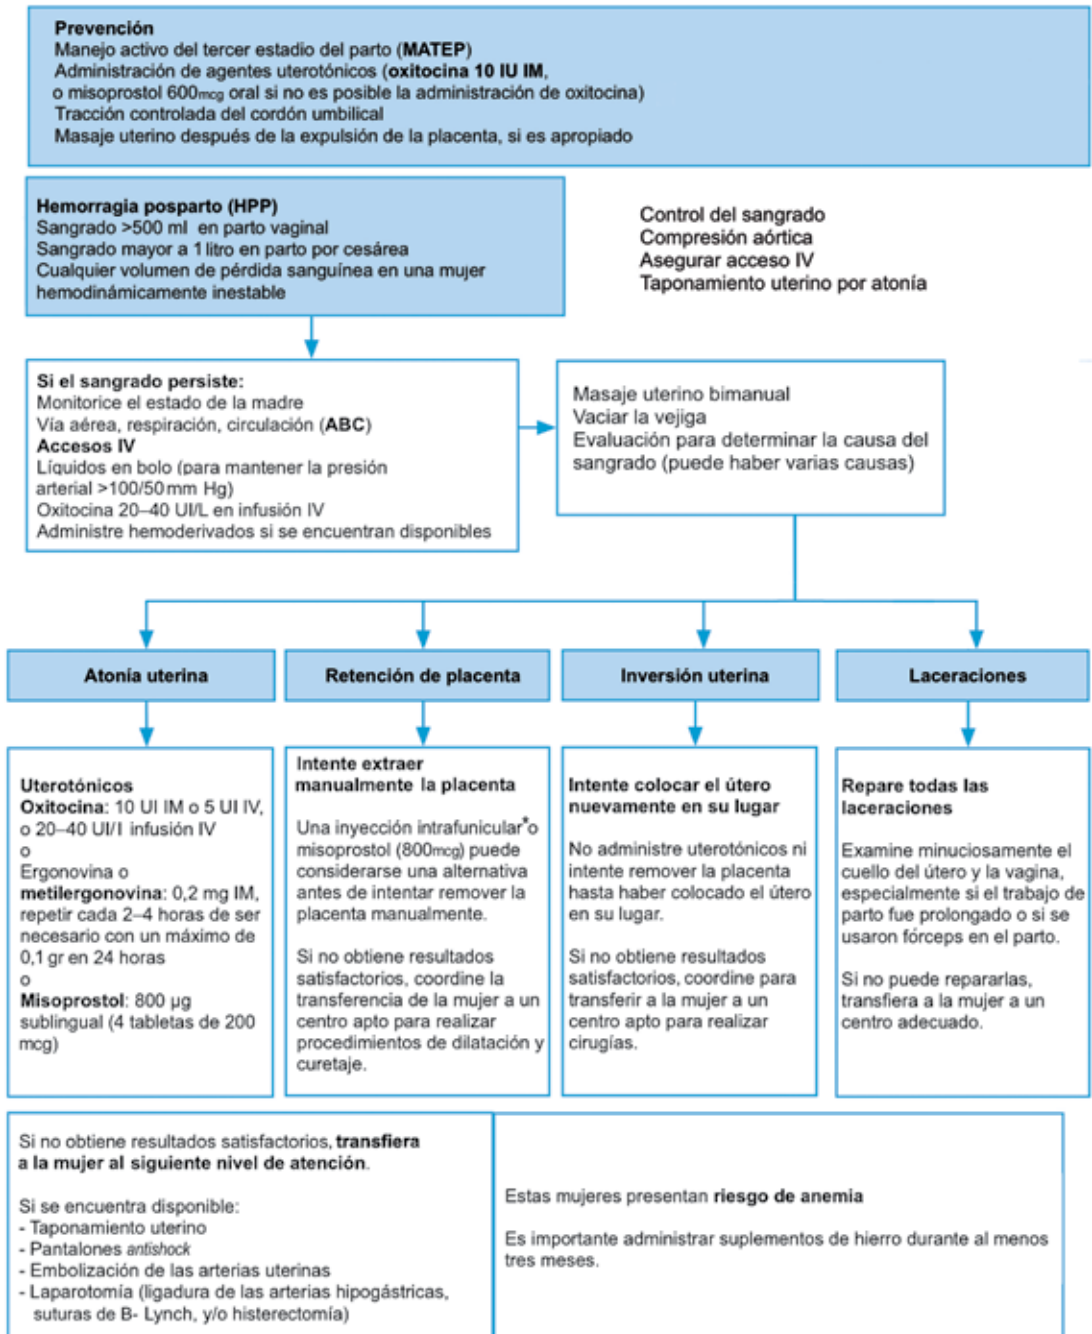 Prevención
Manejo activo del tercer estadio del parto (MATEP)
Administración de agentes uterotónicos (oxitocina 10 IU IM,
o misoprostol 600mcg oral si no es posible la administración de oxitocina)
Tracción controlada del cordón umbilical
Masaje uterino después de la expulsión de la placenta, si es apropiado
Hemorragia posparto (HPP)
Sangrado >500 ml en parto vaginal
Sangrado mayor a 1 litro en parto por cesárea
Cualquier volumen de pérdida sanguínea en una mujer
hemodinámicamente inestable
Control del sangrado
Compresión aórtica
Asegurar acceso IV
Taponamiento uterino por atonía
Si el sangrado persiste:
Monitorice el estado de la madre
Vía aérea, respiración, circulación (ABC)
Accesos IV
Líquidos en bolo (para mantener la presión
arterial >100/50mm Hg)
Oxitocina 20–40 UI/L en infusión IV
Administre hemoderivados si se encuentran disponibles
Masaje uterino bimanual
Vaciar la vejiga
Evaluación para determinar la causa del
sangrado (puede haber varias causas)
Atonía uterina
Retención de placenta
Inversión uterina
Laceraciones
Uterotónicos
Oxitocina: 10 UI IM o 5 UI IV,
o 20–40 UI/l infusión IV
o
Ergonovina o
metilergonovina: 0,2 mg IM,
repetir cada 2–4 horas de ser
necesario con un máximo de
0,1 gr en 24 horas
o
Misoprostol: 800 µg
sublingual (4 tabletas de 200
mcg)
Intente extraer
manualmente la placenta
Una inyección intrafunicular* o
misoprostol (800mcg) puede
considerarse una alternativa
antes de intentar remover la
placenta manualmente.
Si no obtiene resultados
satisfactorios, coordine la
transferencia de la mujer a un
centro apto para realizar
procedimientos de dilatación y
curetaje.
Intente colocar el útero
nuevamente en su lugar
No administre uterotónicos ni
intente remover la placenta
hasta haber colocado el útero
en su lugar.
Si no obtiene resultados
satisfactorios, coordine para
transferir a la mujer a un
centro apto para realizar
cirugías.
Repare todas las
laceraciones
Examine minuciosamente el
cuello del útero y la vagina,
especialmente si el trabajo de
parto fue prolongado o si se
usaron fórceps en el parto.
Si no puede repararlas,
transfiera a la mujer a un
centro adecuado.
Si no obtiene resultados satisfactorios, transfiera
a la mujer al siguiente nivel de atención.
Si se encuentra disponible:
- Taponamiento uterino
- Pantalones antishock
- Embolización de las arterias uterinas
- Laparotomía (ligadura de las arterias hipogástricas,
suturas de B- Lynch, y/o histerectomía)
Estas mujeres presentan riesgo de anemia
Es importante administrar suplementos de hierro durante al menos
tres meses.